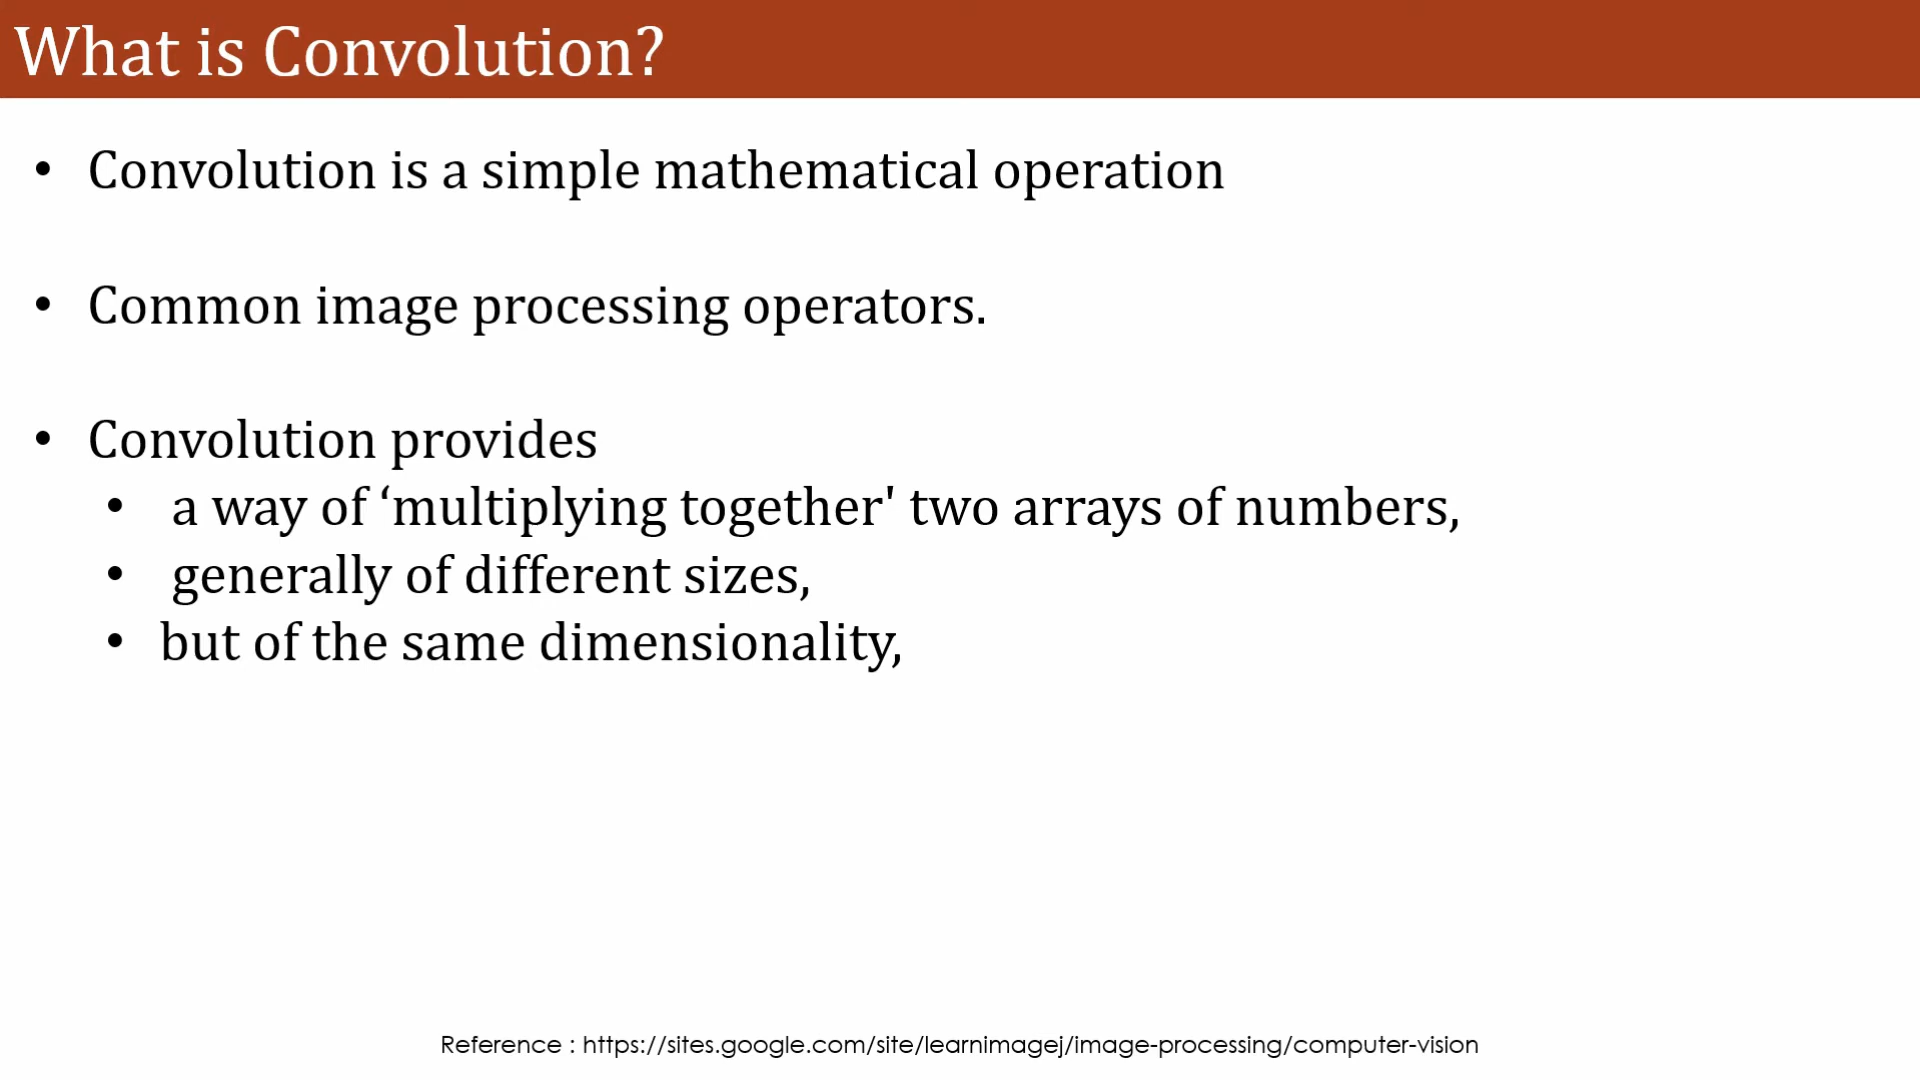 What is Convolution?
• Convolution is a simple mathematical operation
• Common image processing operators.
• Convolution provides
• a way of ‘multiplying together' two arrays of numbers,
• generally of different sizes,
• but of the same dimensionality,
Reference : https://sites.google.com/site/learnimagej/image-processing/computer-vision